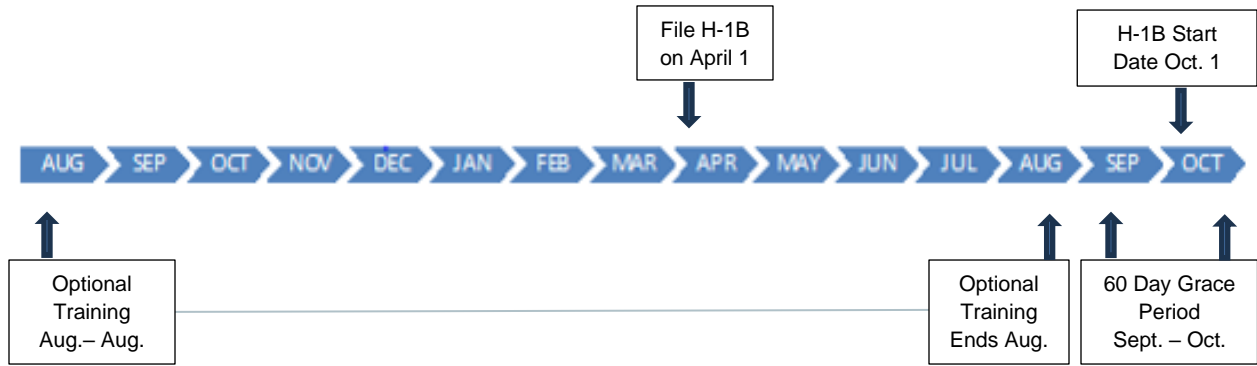 File H-1B
on April 1
H-1B Start
Date Oct. 1
AUG SEP OCT NOV DEC JAN FEB MAR APR MAY JUN JUL AUG SEP OCT
Optional
Training
Aug.– Aug.
Optional
Training
Ends Aug.
60 Day Grace
Period
Sept. – Oct.